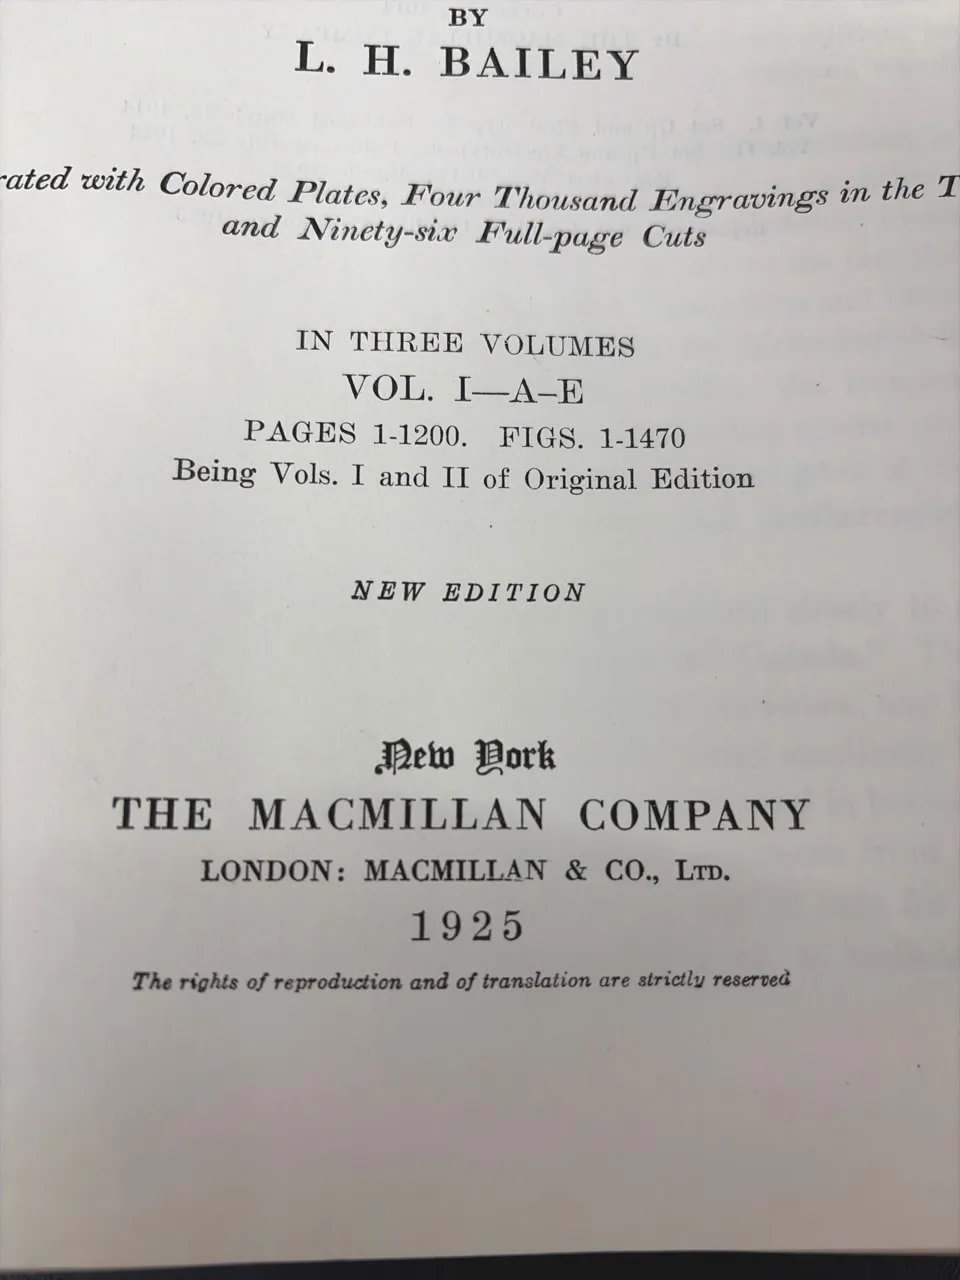 BY
L. H. BAILEY
rated with Colored Plates, Four Thousand Engravings in the T
and Ninety-six Full-page Cuts
IN THREE VOLUMES
VOL. I—A–E
PAGES 1-1200. FIGS. 1-1470
Being Vols. I and II of Original Edition
NEW EDITION
New York
THE MACMILLAN COMPANY
LONDON: MACMILLAN & CO., LTD.
1925
The rights of reproduction and of translation are strictly reserved